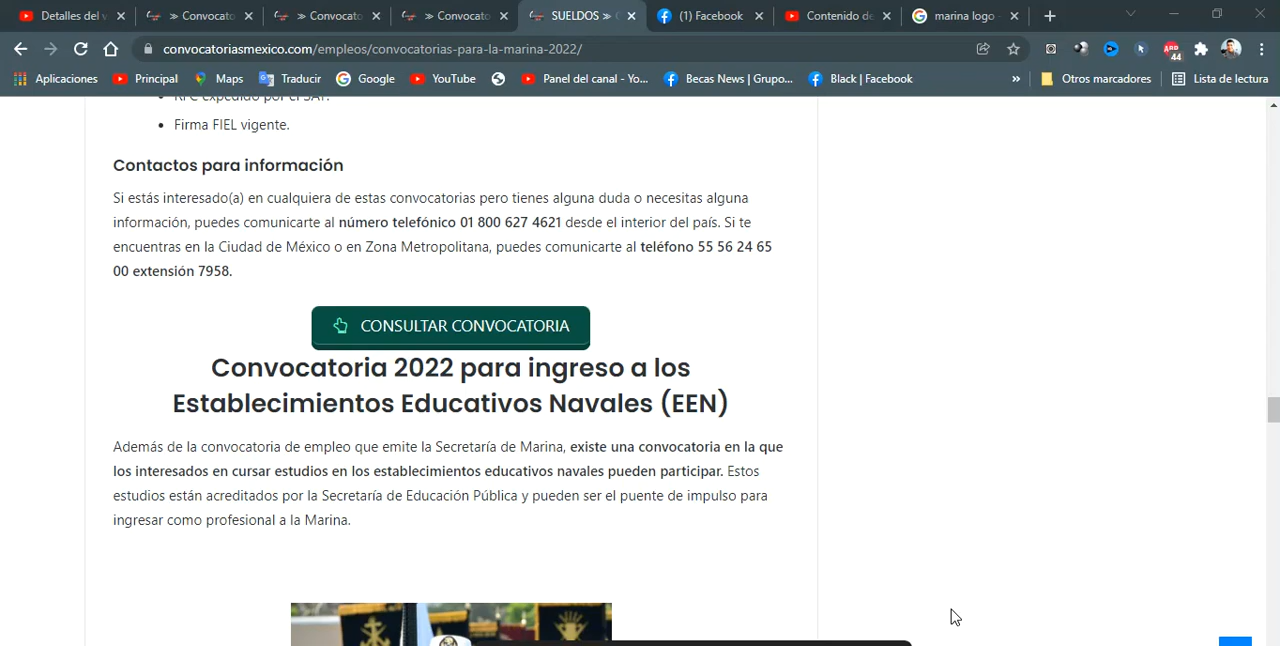 Detalles del v
» Convocato
» Convocato
» Convocato
SUELDOS » C
(1) Facebook
Contenido de
marina logo -
convocatoriasmexico.com/empleos/convocatorias-para-la-marina-2022/
ABP
44
Aplicaciones
Principal
Maps
Traducir
Google
YouTube
Panel del canal - Yo...
Becas News | Grupo...
Black | Facebook
»
Otros marcadores
Lista de lectura
• RFC expedido por el SAT.
• Firma FIEL vigente.
Contactos para información
Si estás interesado(a) en cualquiera de estas convocatorias pero tienes alguna duda o necesitas alguna
información, puedes comunicarte al número telefónico 01 800 627 4621 desde el interior del país. Si te
encuentras en la Ciudad de México o en Zona Metropolitana, puedes comunicarte al teléfono 55 56 24 65
00 extensión 7958.
CONSULTAR CONVOCATORIA
Convocatoria 2022 para ingreso a los
Establecimientos Educativos Navales (EEN)
Además de la convocatoria de empleo que emite la Secretaría de Marina, existe una convocatoria en la que
los interesados en cursar estudios en los establecimientos educativos navales pueden participar. Estos
estudios están acreditados por la Secretaría de Educación Pública y pueden ser el puente de impulso para
ingresar como profesional a la Marina.